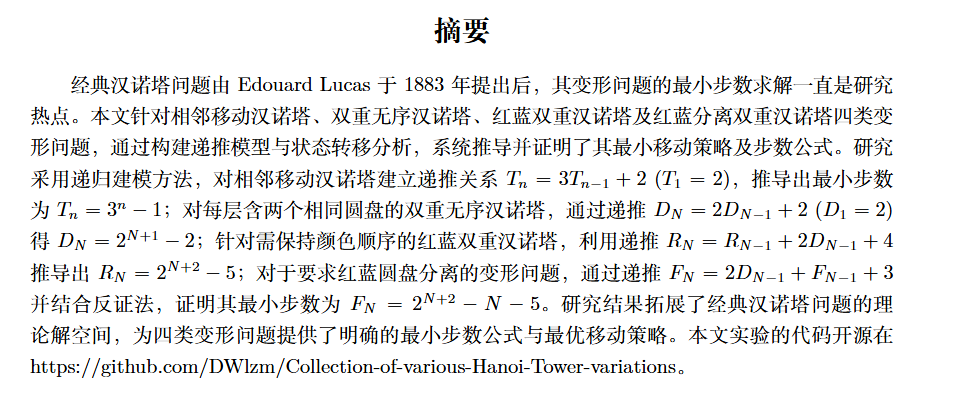 摘要
经典汉诺塔问题由 Edouard Lucas 于 1883 年提出后，其变形问题的最小步数求解一直是研究
热点。本文针对相邻移动汉诺塔、双重无序汉诺塔、红蓝双重汉诺塔及红蓝分离双重汉诺塔四类变
形问题，通过构建递推模型与状态转移分析，系统推导并证明了其最小移动策略及步数公式。研究
采用递归建模方法，对相邻移动汉诺塔建立递推关系 Tₙ = 3Tₙ₋₁ + 2 (T₁ = 2)，推导出最小步数
为 Tₙ = 3ⁿ − 1；对每层含两个相同圆盘的双重无序汉诺塔，通过递推 D_N = 2D_{N−1} + 2 (D₁ = 2)
得 D_N = 2^{N+1} − 2；针对需保持颜色顺序的红蓝双重汉诺塔，利用递推 R_N = R_{N−1} + 2D_{N−1} + 4
推导出 R_N = 2^{N+2} − 5；对于要求红蓝圆盘分离的变形问题，通过递推 F_N = 2D_{N−1} + F_{N−1} + 3
并结合反证法，证明其最小步数为 F_N = 2^{N+2} − N − 5。研究结果拓展了经典汉诺塔问题的理
论解空间，为四类变形问题提供了明确的最小步数公式与最优移动策略。本文实验的代码开源在
https://github.com/DWlzm/Collection-of-various-Hanoi-Tower-variations。